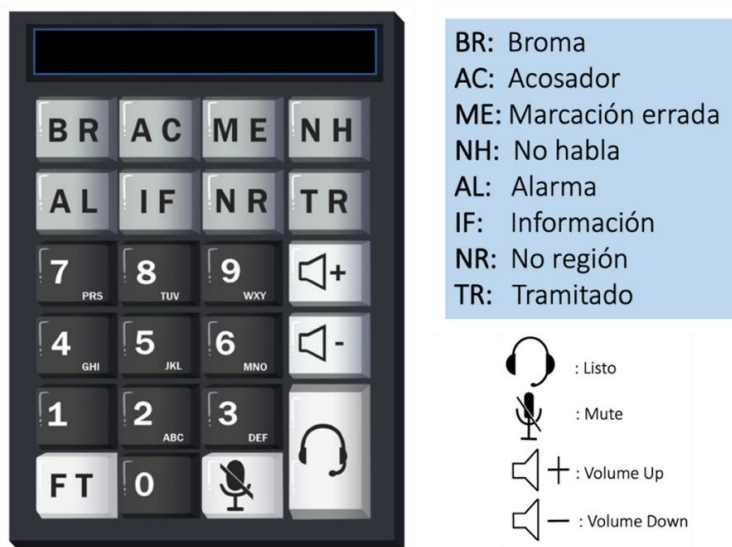 BR AC ME NH
AL IF NR TR
7 PRS 8 TUV 9 WXY +
4 GHI 5 JKL 6 MNO -
1 2 ABC 3 DEF
FT 0
BR: Broma
AC: Acosador
ME: Marcación errada
NH: No habla
AL: Alarma
IF: Información
NR: No región
TR: Tramitado
: Listo
: Mute
+ : Volume Up
- : Volume Down